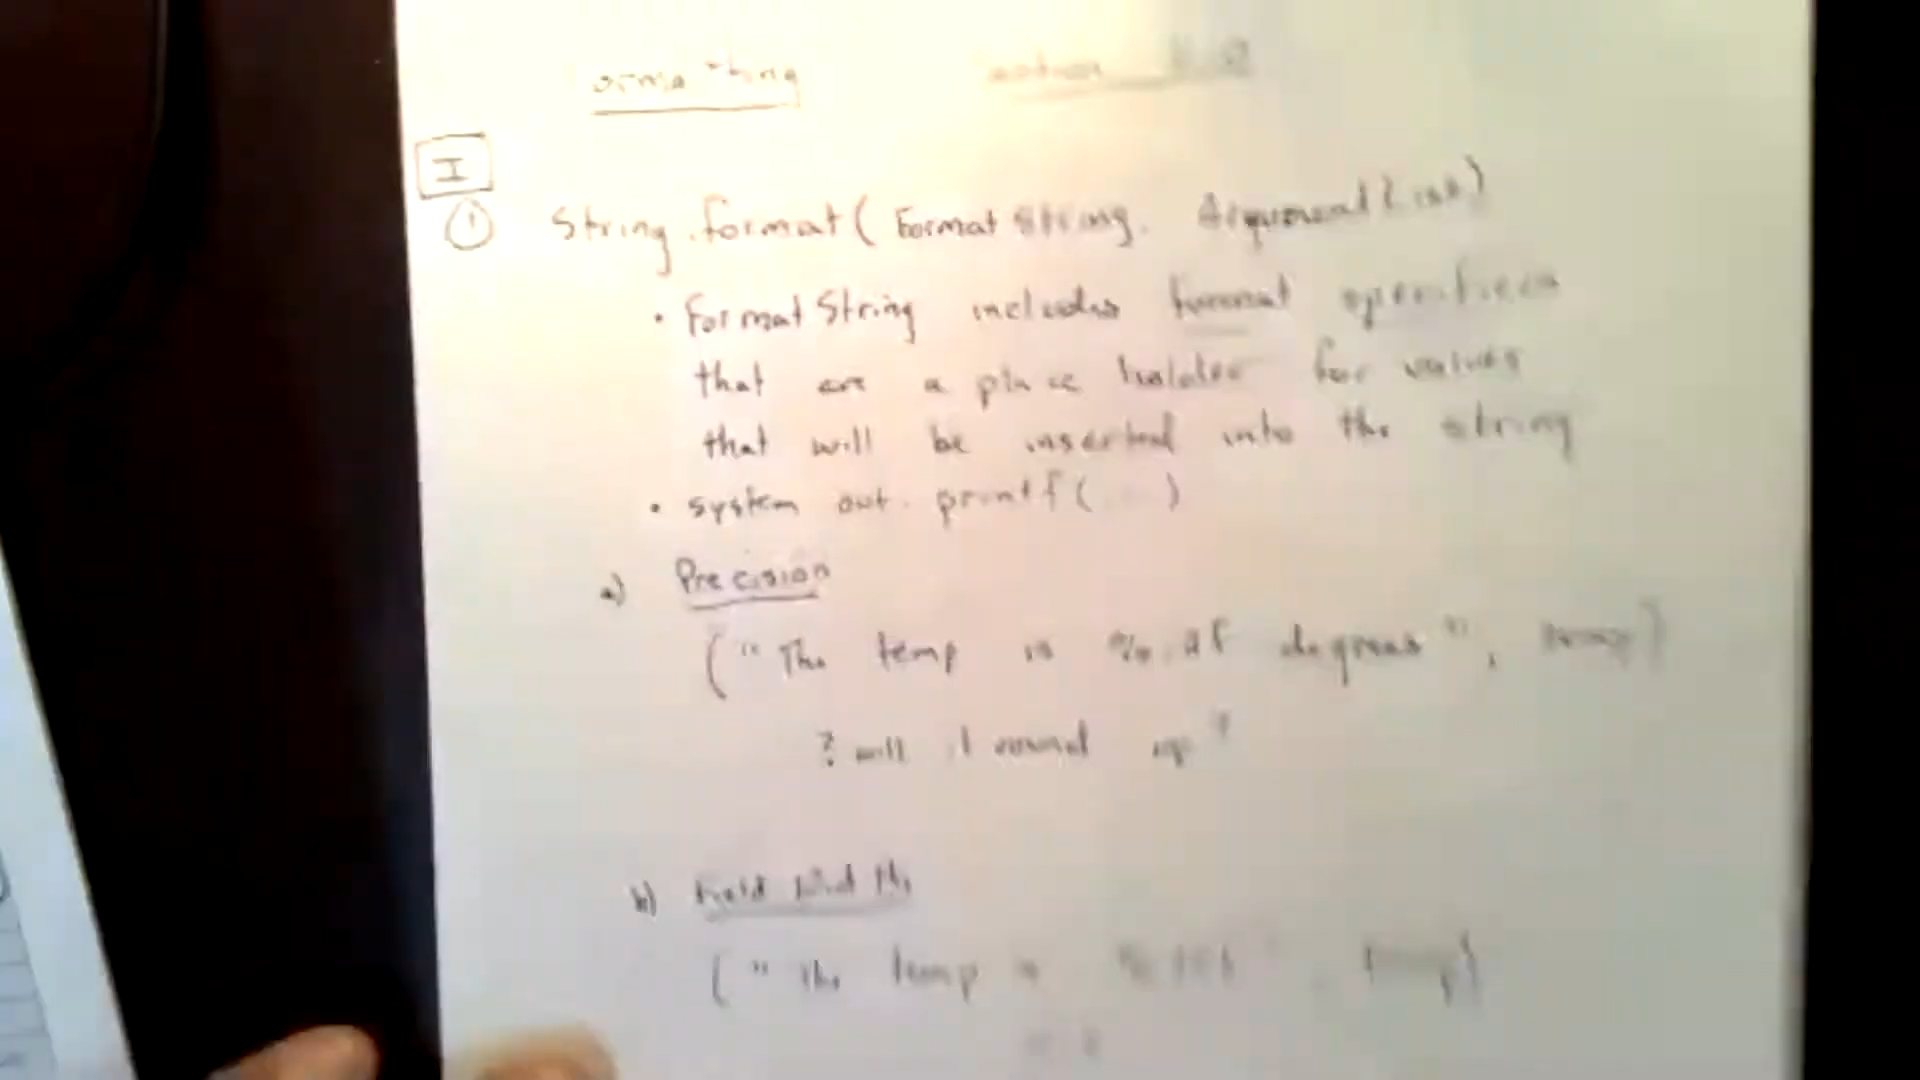 ormatting
I
① String.format( Format String, Argument List)
• Format String includes format specifiers
that are a place holder for values
that will be inserted into the string
• system out. printf(...)
a) Precision
(" The temp is %.2f degrees", temp)
? will it round up?
b) Field Width
(" The temp is temp)